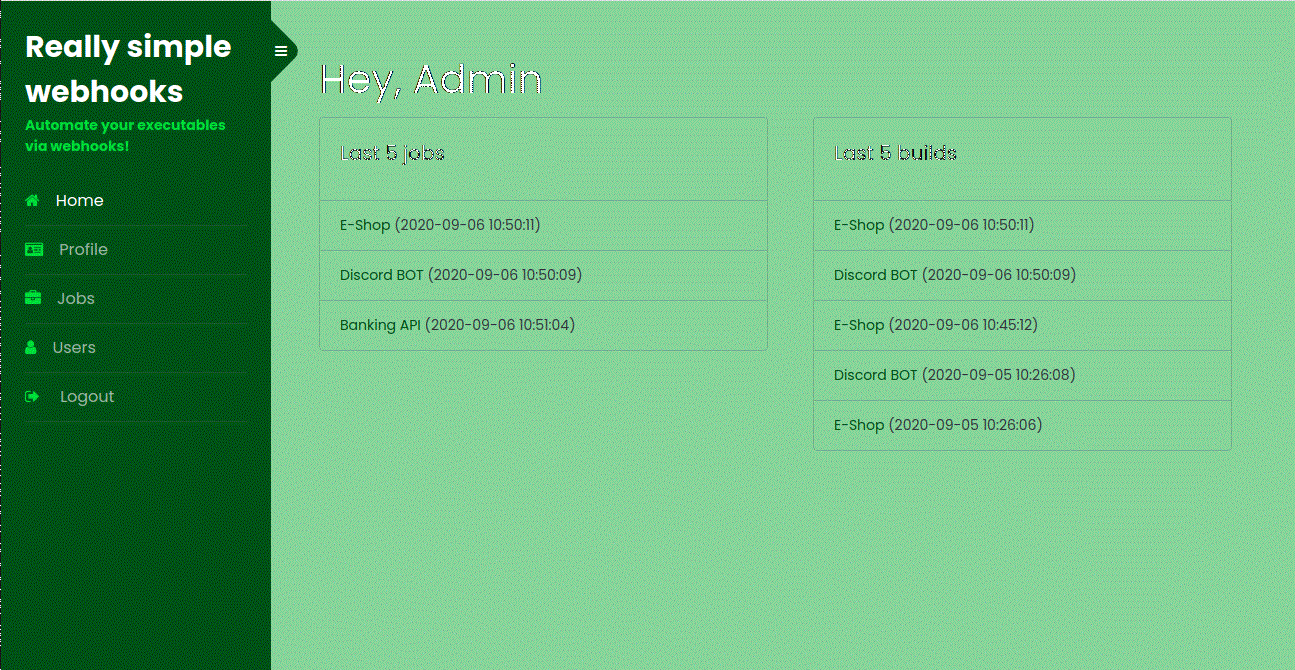 Really simple
webhooks
Automate your executables
via webhooks!
Home
Profile
Jobs
Users
Logout
Hey, Admin
Last 5 jobs
E-Shop (2020-09-06 10:50:11)
Discord BOT (2020-09-06 10:50:09)
Banking API (2020-09-06 10:51:04)
Last 5 builds
E-Shop (2020-09-06 10:50:11)
Discord BOT (2020-09-06 10:50:09)
E-Shop (2020-09-06 10:45:12)
Discord BOT (2020-09-05 10:26:08)
E-Shop (2020-09-05 10:26:06)